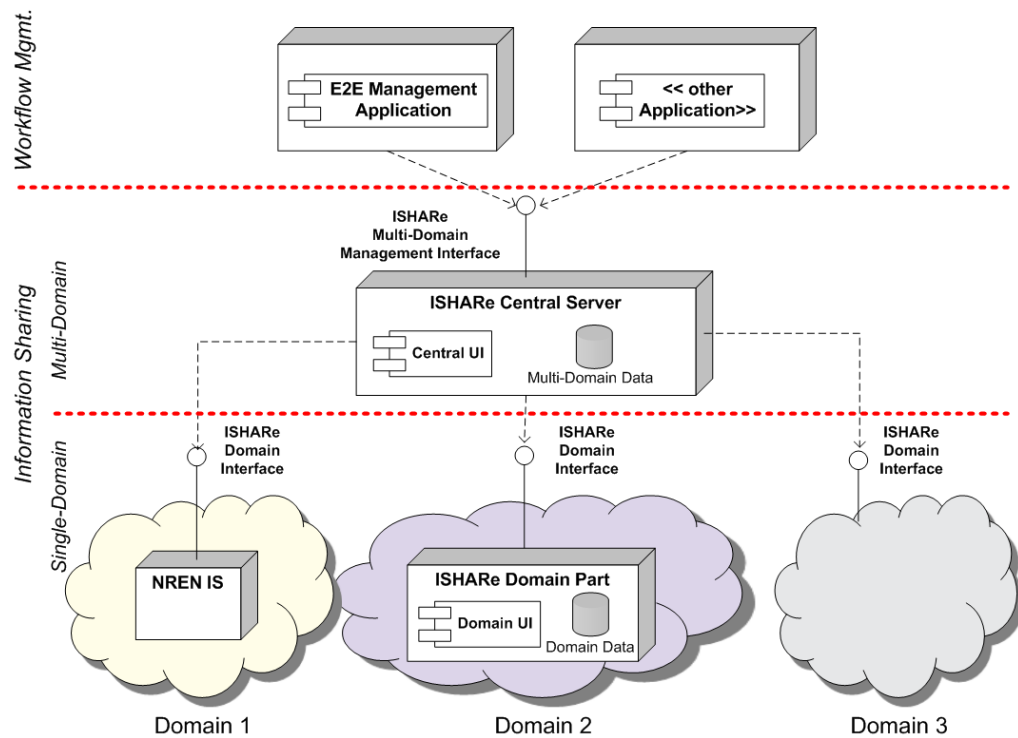 Workflow Mgmt.
E2E Management
Application
<< other
Application>>
ISHARe
Multi-Domain
Management Interface
Information Sharing
Multi-Domain
ISHARe Central Server
Central UI
Multi-Domain Data
Single-Domain
ISHARe
Domain
Interface
ISHARe
Domain
Interface
ISHARe
Domain
Interface
NREN IS
ISHARe Domain Part
Domain UI
Domain Data
Domain 1
Domain 2
Domain 3